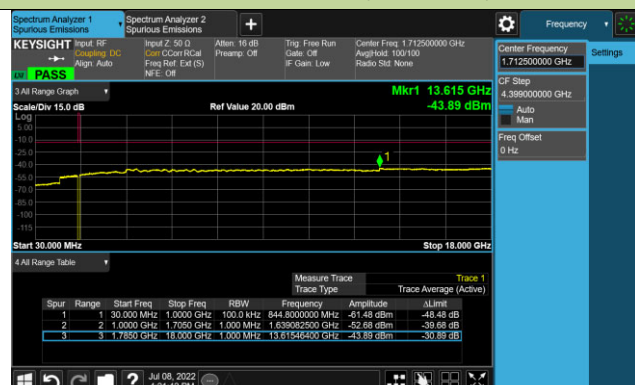 Spectrum Analyzer 1
Spurious Emissions
Spectrum Analyzer 2
Spurious Emissions
+
Frequency
KEYSIGHT
Input: RF
Coupling: DC
Align: Auto
Input Z: 50 Ω
Corr CCorr RCal
Freq Ref: Ext (S)
NFE: Off
Atten: 16 dB
Preamp: Off
Trig: Free Run
Gate: Off
IF Gain: Low
Center Freq: 1.712500000 GHz
Avg|Hold: 100/100
Radio Std: None
PASS
Center Frequency
1.712500000 GHz
Settings
CF Step
4.399000000 GHz
Auto
Man
Freq Offset
0 Hz
3 All Range Graph
Mkr1 13.615 GHz
-43.89 dBm
Scale/Div 15.0 dB
Ref Value 20.00 dBm
Log
5.00
-10.0
-25.0
-40.0
-55.0
-70.0
-85.0
-100
-115
1
Start 30.000 MHz
Stop 18.000 GHz
4 All Range Table
Measure Trace Trace 1
Trace Type Trace Average (Active)
Spur Range Start Freq Stop Freq RBW Frequency Amplitude ΔLimit
1 1 30.000 MHz 1.0000 GHz 100.0 kHz 844.8000000 MHz -61.48 dBm -48.48 dB
2 2 1.0000 GHz 1.7050 GHz 1.000 MHz 1.639082500 GHz -52.68 dBm -39.68 dB
3 3 1.7850 GHz 18.000 GHz 1.000 MHz 13.61546400 GHz -43.89 dBm -30.89 dB
?
Jul 08, 2022